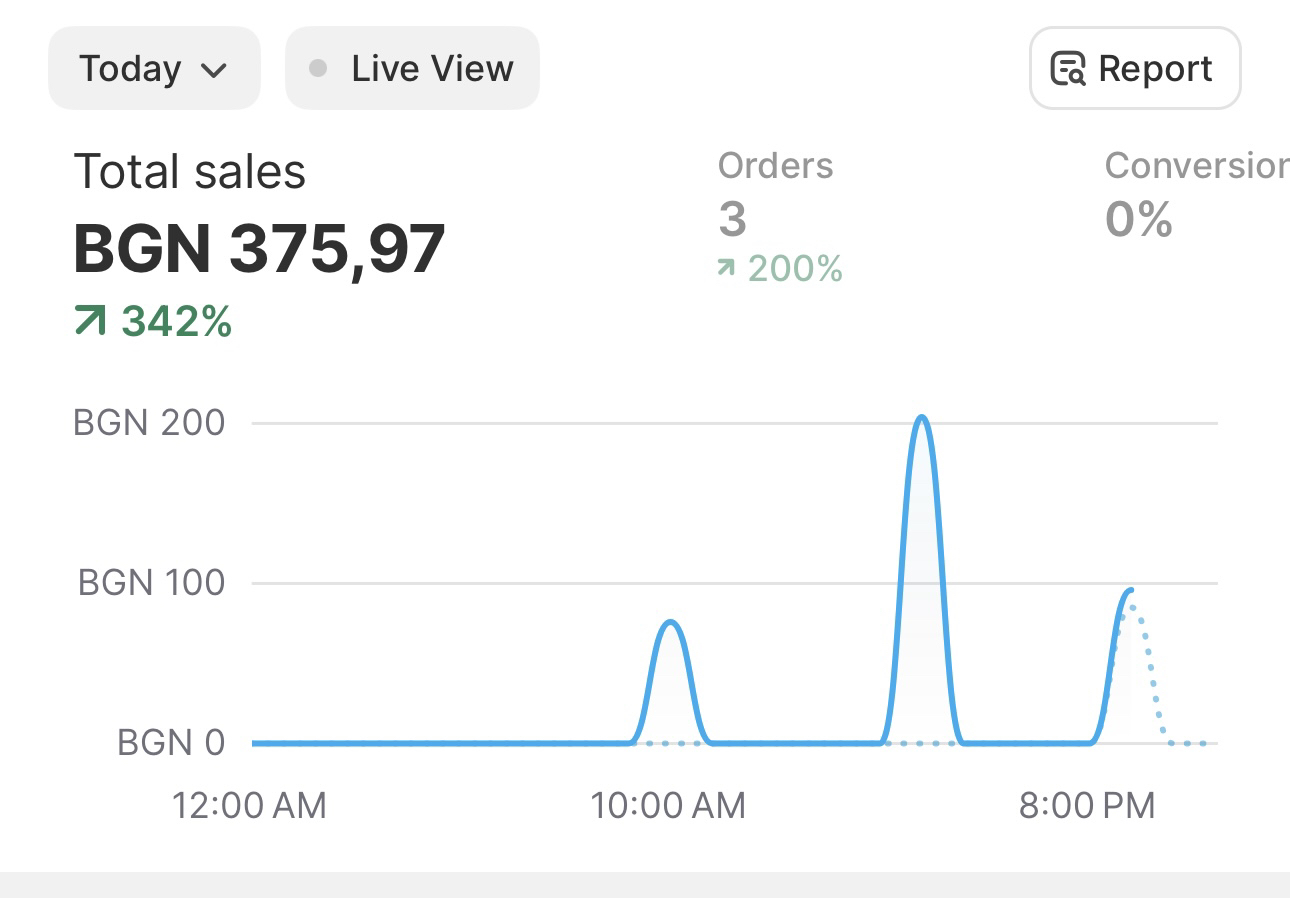 Today
Live View
Report
Total sales
BGN 375,97
342%
Orders
3
200%
Conversion
0%
BGN 200
BGN 100
BGN 0
12:00 AM
10:00 AM
8:00 PM